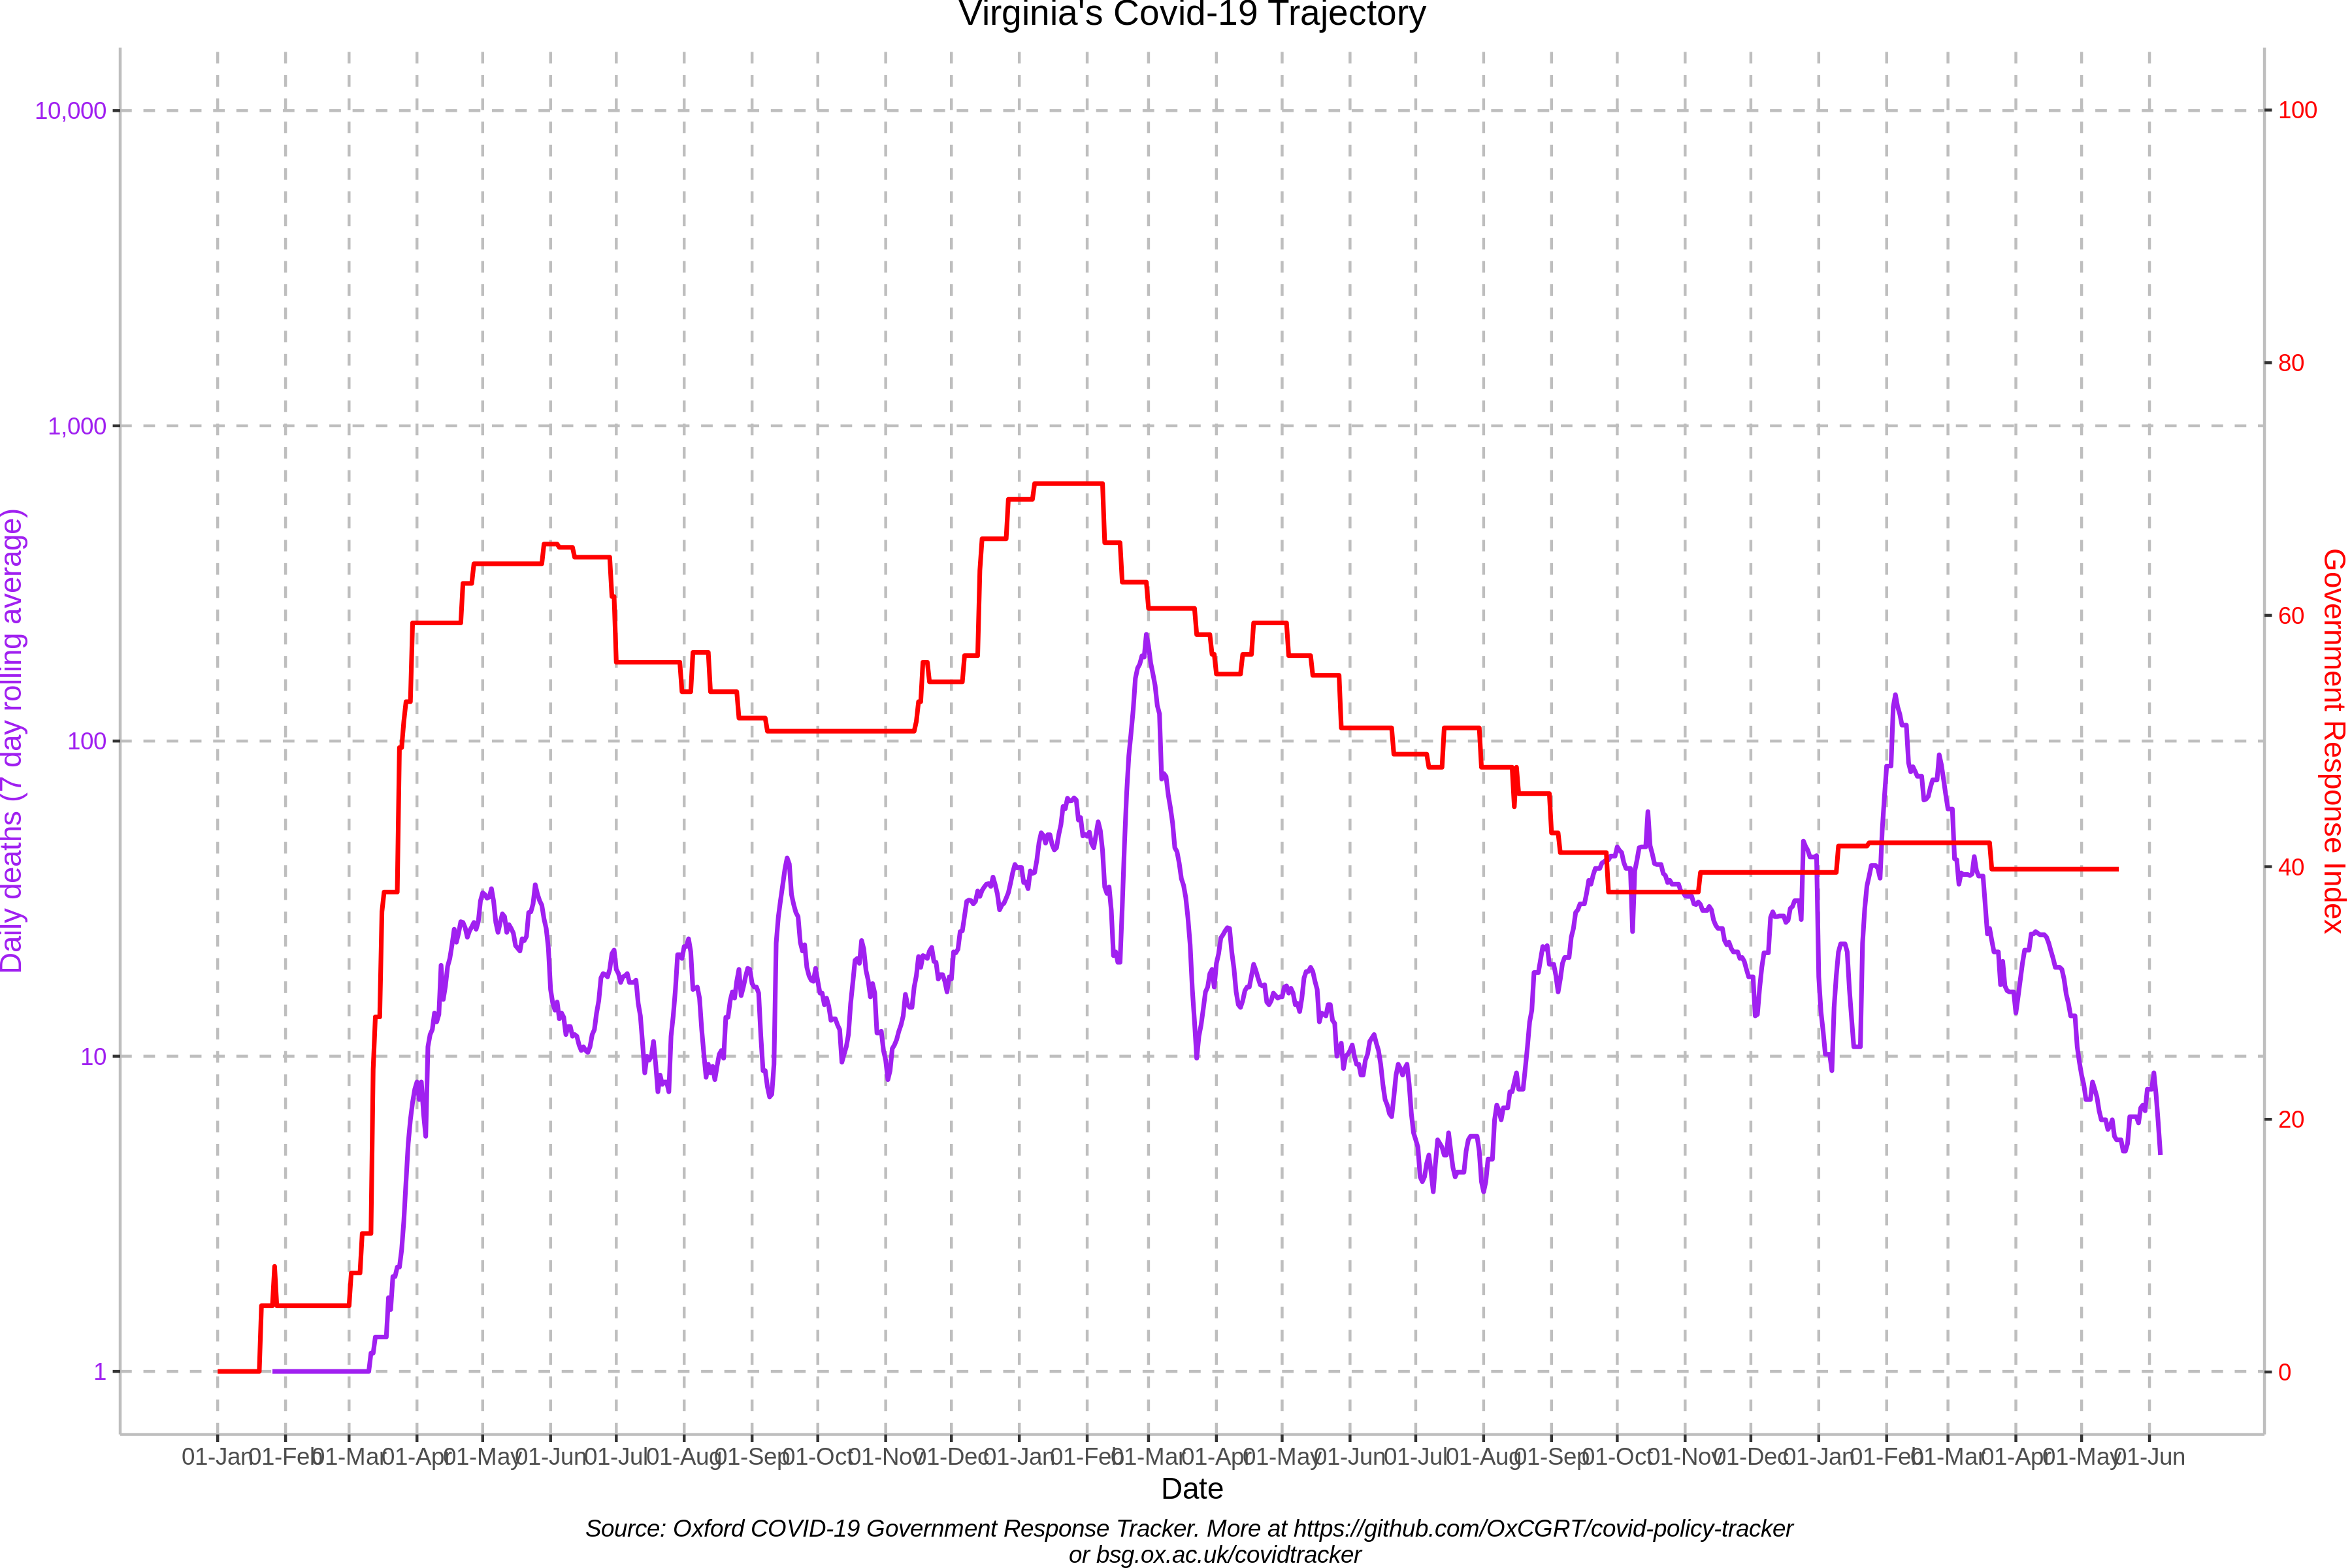 Virginia's Covid-19 Trajectory
10,000
1,000
100
10
1
Daily deaths (7 day rolling average)
100
80
60
40
20
0
Government Response Index
01-Jan 01-Feb 01-Mar 01-Apr 01-May 01-Jun 01-Jul 01-Aug 01-Sep 01-Oct 01-Nov 01-Dec 01-Jan 01-Feb 01-Mar 01-Apr 01-May 01-Jun 01-Jul 01-Aug 01-Sep 01-Oct 01-Nov 01-Dec 01-Jan 01-Feb 01-Mar 01-Apr 01-May 01-Jun
Date
Source: Oxford COVID-19 Government Response Tracker. More at https://github.com/OxCGRT/covid-policy-tracker
or bsg.ox.ac.uk/covidtracker